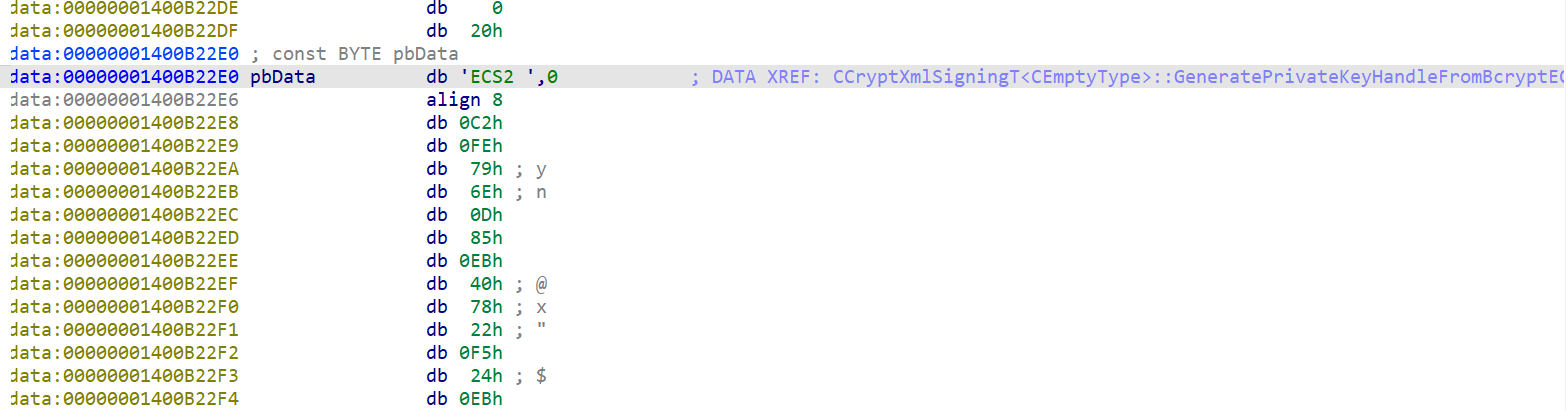 data:00000001400B22DE db 0
data:00000001400B22DF db 20h
data:00000001400B22E0 ; const BYTE pbData
data:00000001400B22E0 pbData db 'ECS2 ',0 ; DATA XREF: CCryptXmlSigningT<CEmptyType>::GeneratePrivateKeyHandleFromBcryptEC
data:00000001400B22E6 align 8
data:00000001400B22E8 db 0C2h
data:00000001400B22E9 db 0FEh
data:00000001400B22EA db 79h ; y
data:00000001400B22EB db 6Eh ; n
data:00000001400B22EC db 0Dh
data:00000001400B22ED db 85h
data:00000001400B22EE db 0EBh
data:00000001400B22EF db 40h ; @
data:00000001400B22F0 db 78h ; x
data:00000001400B22F1 db 22h ; "
data:00000001400B22F2 db 0F5h
data:00000001400B22F3 db 24h ; $
data:00000001400B22F4 db 0EBh